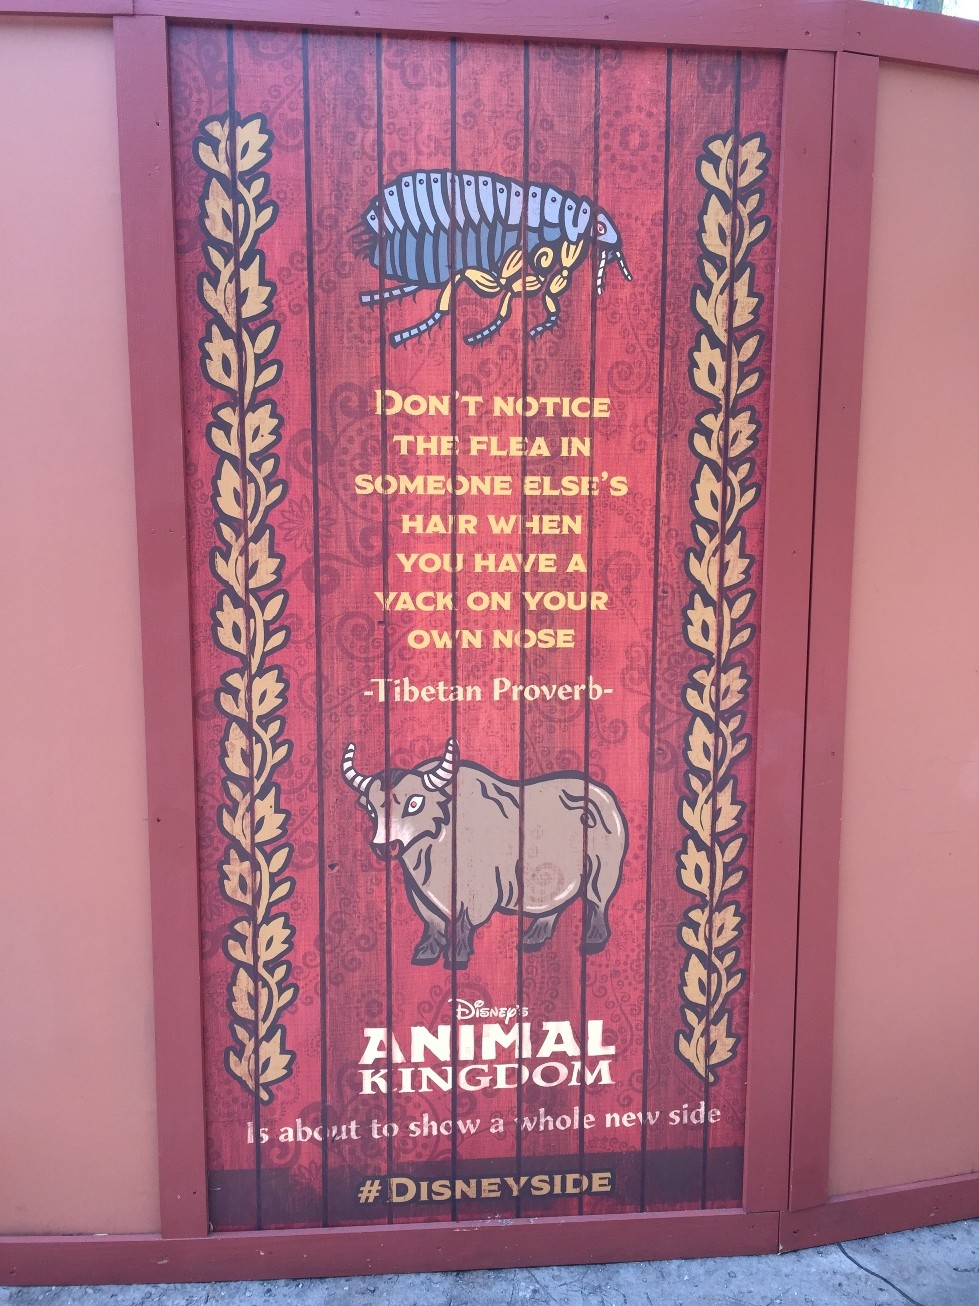 DON'T NOTICE
THE FLEA IN
SOMEONE ELSE'S
HAIR WHEN
YOU HAVE A
YACK ON YOUR
OWN NOSE
-Tibetan Proverb-
DISNEY'S
ANIMAL
KINGDOM
Is about to show a whole new side
#DISNEYSIDE